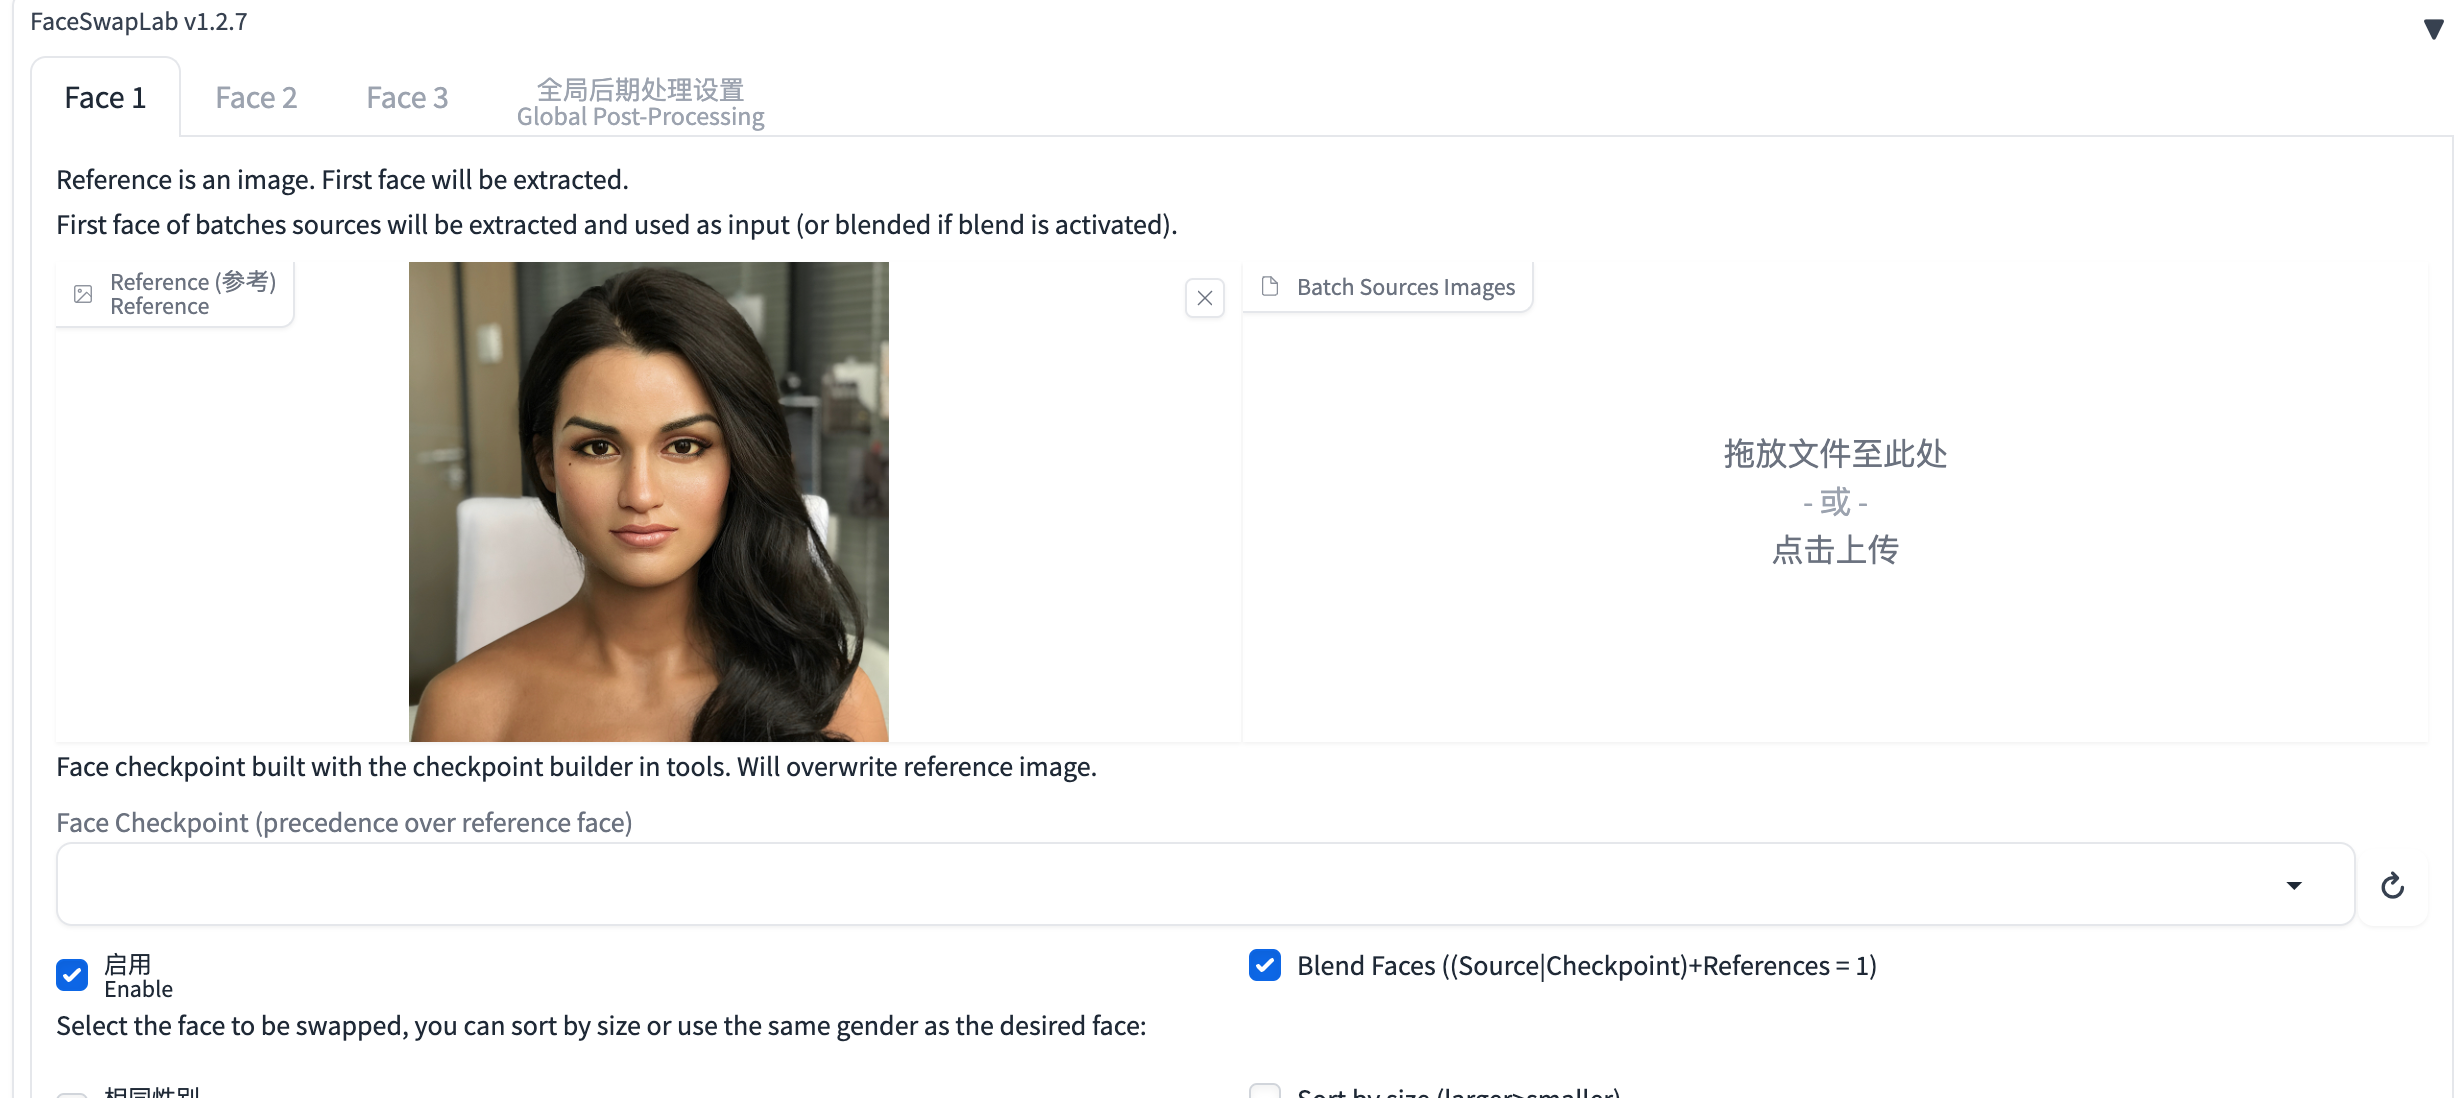 FaceSwapLab v1.2.7
Face 1
Face 2
Face 3
全局后期处理设置
Global Post-Processing
Reference is an image. First face will be extracted.
First face of batches sources will be extracted and used as input (or blended if blend is activated).
Reference (参考)
Reference
Batch Sources Images
拖放文件至此处
- 或 -
点击上传
Face checkpoint built with the checkpoint builder in tools. Will overwrite reference image.
Face Checkpoint (precedence over reference face)
启用
Enable
Blend Faces ((Source|Checkpoint)+References = 1)
Select the face to be swapped, you can sort by size or use the same gender as the desired face:
相同性别
Sort by size (larger>smaller)